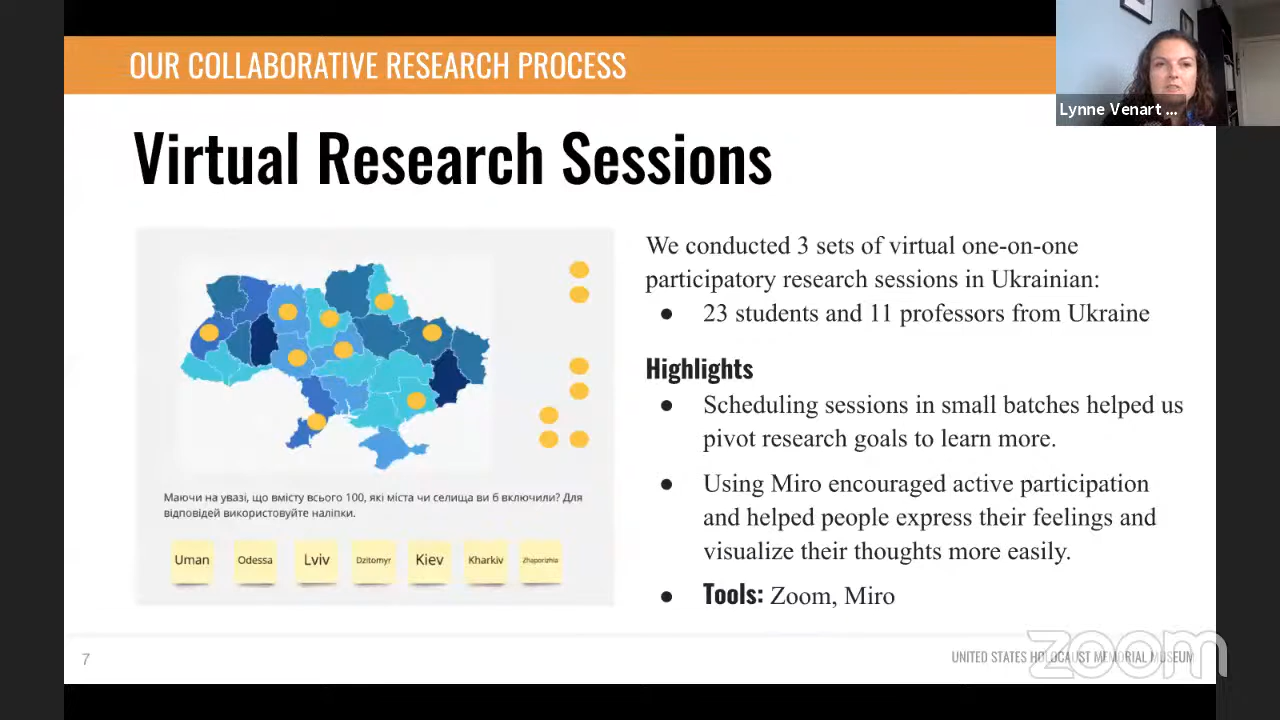 OUR COLLABORATIVE RESEARCH PROCESS
Lynne Venart ...
Virtual Research Sessions
Маючи на увазі, що вмісту всього 100, які міста чи селища ви б включили? Для
відповідей використовуйте наліпки.
Uman
Odessa
Lviv
Dzitomyr
Kiev
Kharkiv
Zhaporizhia
We conducted 3 sets of virtual one-on-one
participatory research sessions in Ukrainian:
● 23 students and 11 professors from Ukraine
Highlights
● Scheduling sessions in small batches helped us
pivot research goals to learn more.
● Using Miro encouraged active participation
and helped people express their feelings and
visualize their thoughts more easily.
● Tools: Zoom, Miro
7
UNITED STATES HOLOCAUST MEMORIAL MUSEUM
zoom